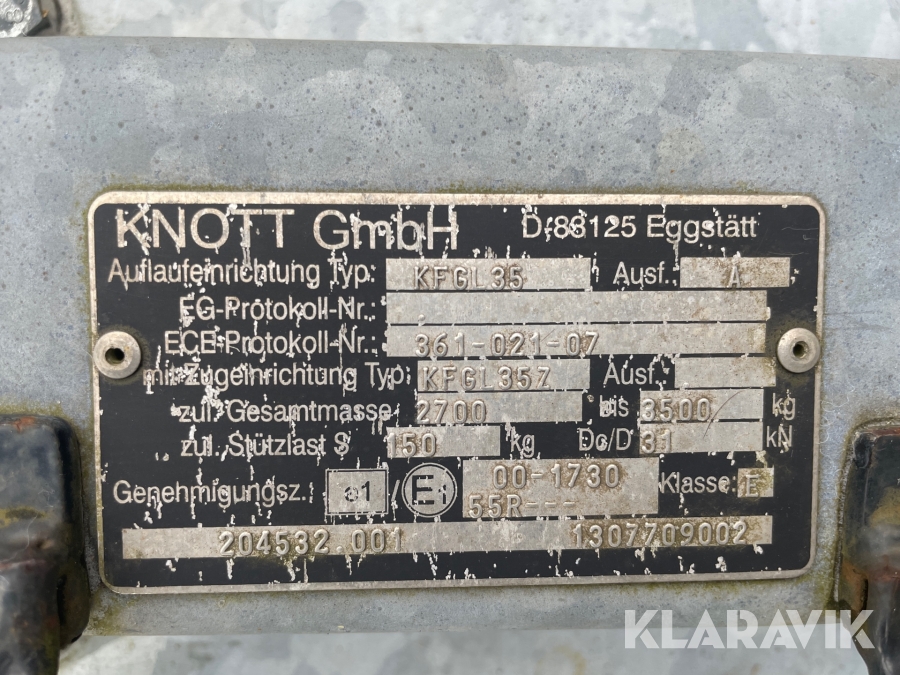 KNOTT GmbH D-83125 Eggstätt
Auflaufeinrichtung Typ: KFGL35 Ausf. A
EG-Protokoll-Nr.:
ECE-Protokoll-Nr.: 361-021-07
mit Zugeinrichtung Typ: KFGL35Z Ausf.
zul. Gesamtmasse 2700 bis 3500 kg
zul. Stützlast S 150 kg Dc/D 31 kN
Genehmigungsz.: e1 / E1 00-1730 Klasse: E
55R---
204532.001 1307709002
KLARAVIK